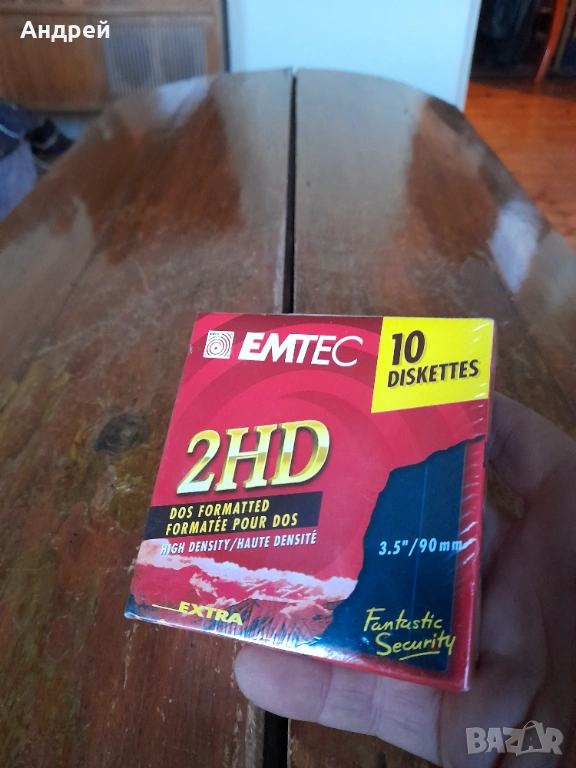 Андрей
EMTEC
10
DISKETTES
2HD
DOS FORMATTED
FORMATÉE POUR DOS
HIGH DENSITY/HAUTE DENSITÉ
3.5"/90mm
EXTRA
Fantastic
Security
BAZAR